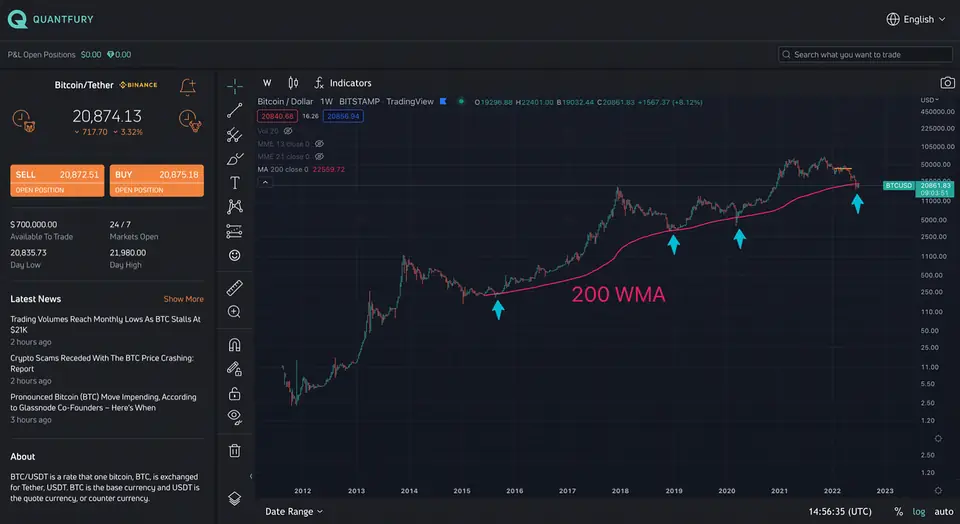 QUANTFURY
English
P&L Open Positions $0.00 0.00
Search what you want to trade
Bitcoin/Tether BINANCE
20,874.13
717.70 3.32%
SELL 20,872.51
OPEN POSITION
BUY 20,875.18
OPEN POSITION
$ 700,000.00
Available To Trade
24 / 7
Markets Open
20,835.73
Day Low
21,980.00
Day High
Latest News Show More
Trading Volumes Reach Monthly Lows As BTC Stalls At
$21K
2 hours ago
Crypto Scams Receded With The BTC Price Crashing:
Report
2 hours ago
Pronounced Bitcoin (BTC) Move Impending, According
to Glassnode Co-Founders – Here's When
3 hours ago
About
BTC/USDT is a rate that one bitcoin, BTC, is exchanged
for Tether, USDT. BTC is the base currency and USDT is
the quote currency, or counter currency.
W Indicators
Bitcoin / Dollar 1W BITSTAMP TradingView O19296.88 H22401.00 B19032.44 C20861.83 +1567.37 (+8.12%)
20840.68 16.26 20856.94
Vol 20
MME 13 close 0
MME 21 close 0
MA 200 close 0 22559.72
200 WMA
USD
450000.00
225000.00
105000.00
50000.00
BTCUSD 20861.83
09:03:51
11000.00
5000.00
2500.00
1100.00
500.00
250.00
110.00
50.00
25.00
11.00
5.50
2.50
1.20
2.50
1.20
2012 2013 2014 2015 2016 2017 2018 2019 2020 2021 2022 2023
Date Range 14:56:35 (UTC) % log auto